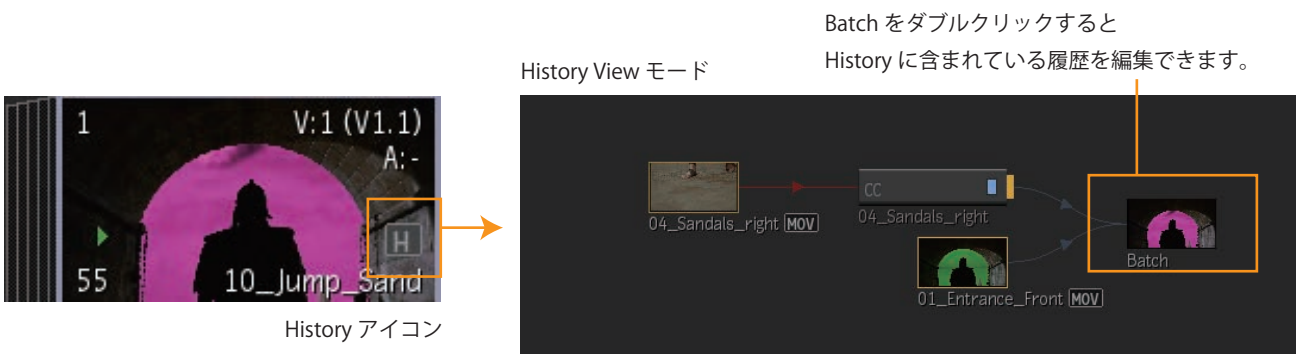 Batch をダブルクリックすると
History に含まれている履歴を編集できます。
History View モード
1 V:1 (V1.1)
A:-
H
55 10_Jump_Sand
History アイコン
04_Sandals_right MOV
CC
04_Sandals_right
01_Entrance_Front MOV
Batch